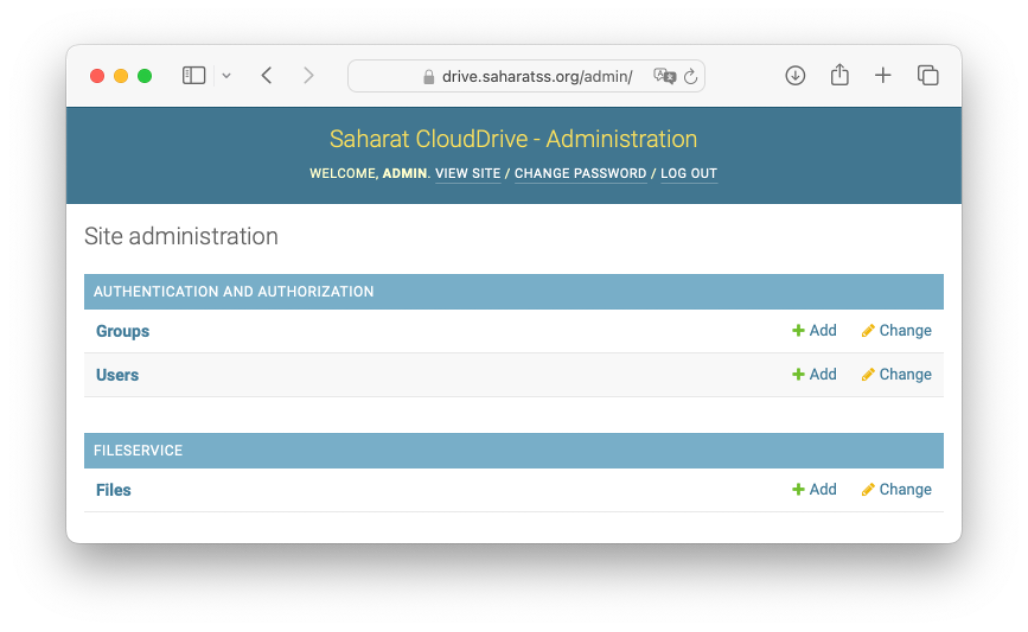 drive.saharatss.org/admin/
Saharat CloudDrive - Administration
WELCOME, ADMIN. VIEW SITE / CHANGE PASSWORD / LOG OUT
Site administration
AUTHENTICATION AND AUTHORIZATION
Groups Add Change
Users Add Change
FILESERVICE
Files Add Change